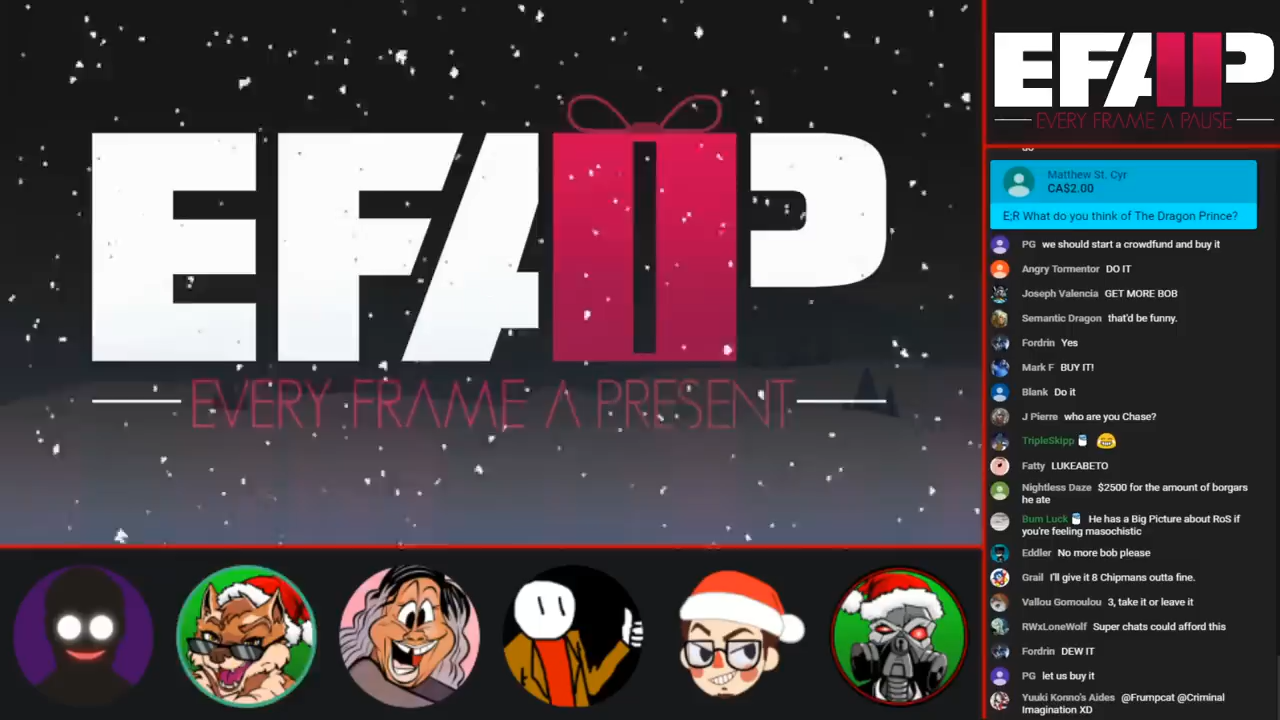 EFAP
EVERY FRAME A PRESENT
EFAP
EVERY FRAME A PAUSE
Matthew St. Cyr
CA$2.00
E;R What do you think of The Dragon Prince?
PG we should start a crowdfund and buy it
Angry Tormentor DO IT
Joseph Valencia GET MORE BOB
Semantic Dragon that'd be funny.
Fordrin Yes
Mark F BUY IT!
Blank Do it
J Pierre who are you Chase?
TripleSkipp 😂
Fatty LUKEABETO
Nightless Daze $2500 for the amount of borgars
he ate
Bum Luck He has a Big Picture about RoS if
you're feeling masochistic
Eddler No more bob please
Grail I'll give it 8 Chipmans outta fine.
Vallou Gomoulou 3, take it or leave it
RWxLoneWolf Super chats could afford this
Fordrin DEW IT
PG let us buy it
Yuuki Konno's Aides @Frumpcat @Criminal
Imagination XD